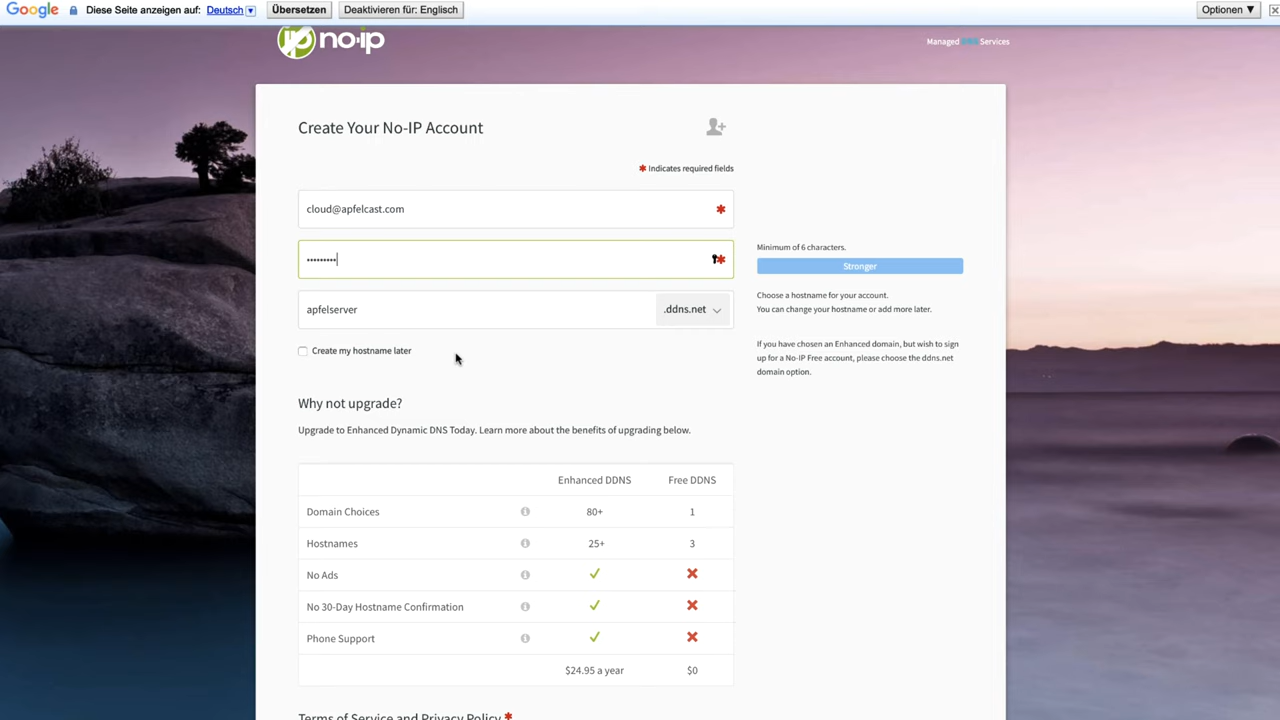 Google Diese Seite anzeigen auf: Deutsch Übersetzen Deaktivieren für: Englisch Optionen ▼
no·ip
Managed DNS Services
Create Your No-IP Account
* Indicates required fields
cloud@apfelcast.com
•••••••••
Minimum of 6 characters.
Stronger
Choose a hostname for your account.
You can change your hostname or add more later.
apfelserver .ddns.net
If you have chosen an Enhanced domain, but wish to sign
up for a No-IP Free account, please choose the ddns.net
domain option.
Create my hostname later
Why not upgrade?
Upgrade to Enhanced Dynamic DNS Today. Learn more about the benefits of upgrading below.
Enhanced DDNS Free DDNS
Domain Choices 80+ 1
Hostnames 25+ 3
No Ads
No 30-Day Hostname Confirmation
Phone Support
$24.95 a year $0
Terms of Service and Privacy Policy *